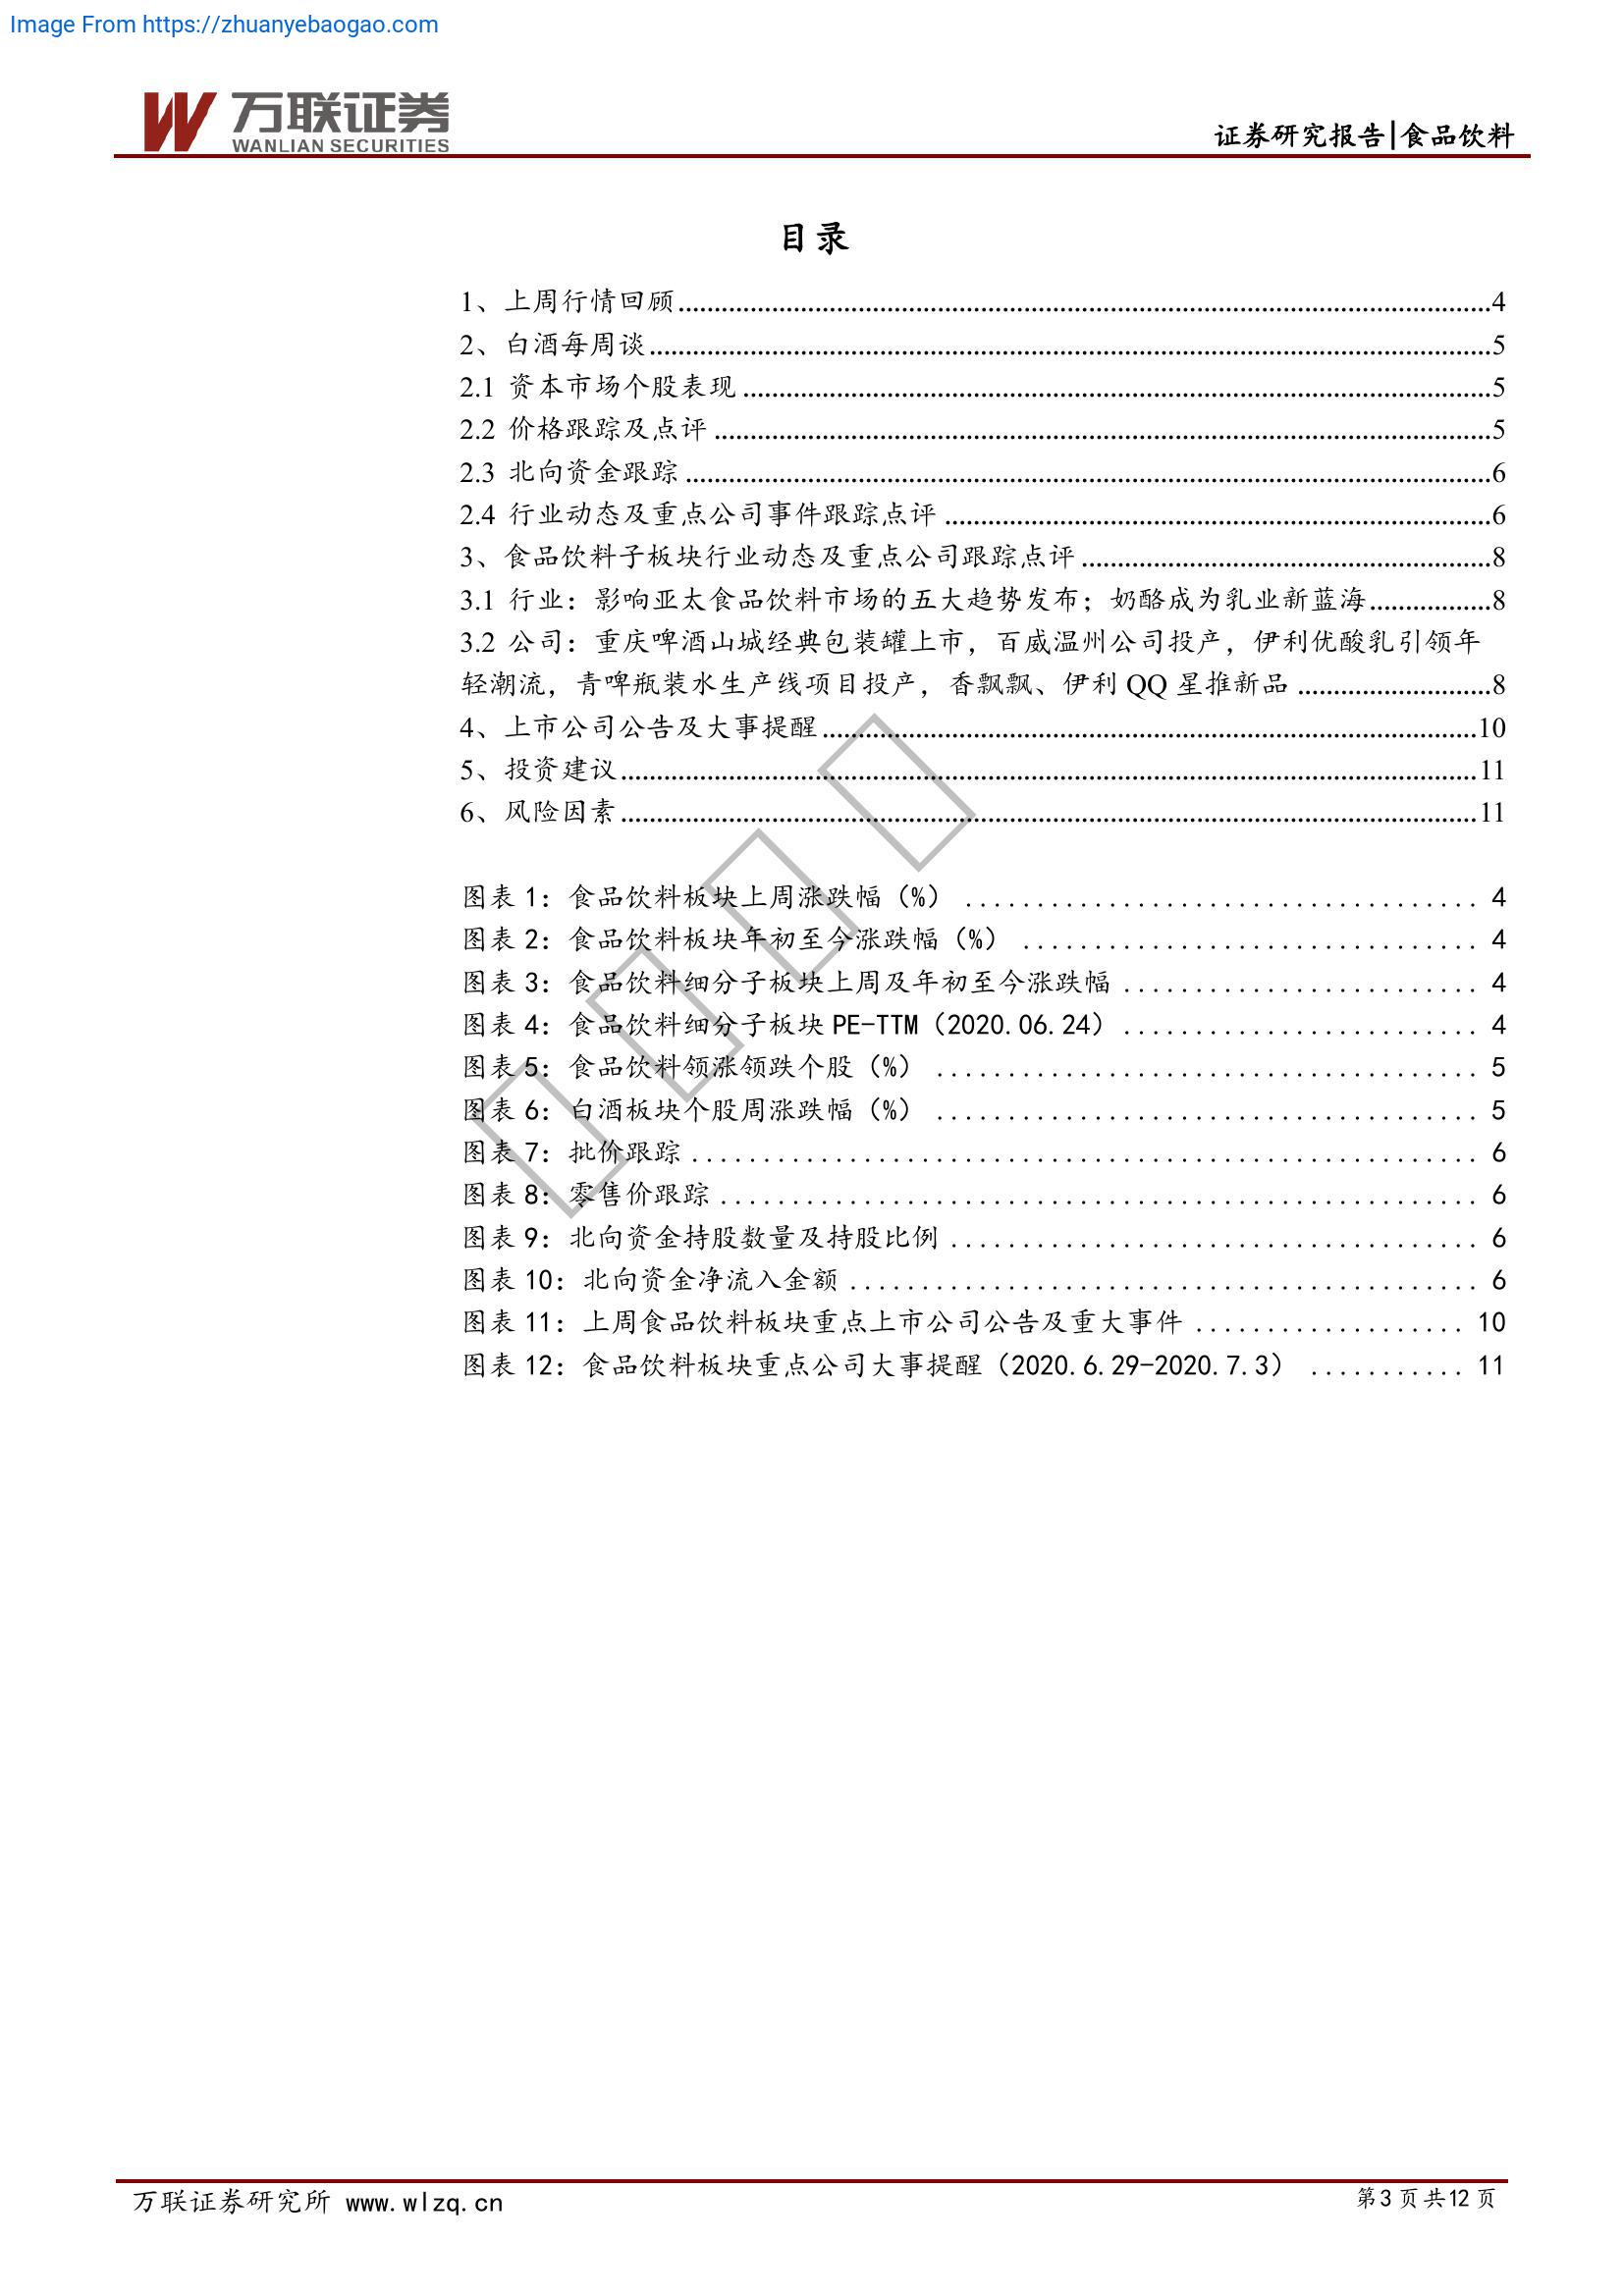 Image From https://zhuanyebaogao.com
万联证券
WANLIAN SECURITIES
证券研究报告|食品饮料
目录
1、上周行情回顾........................................4
2、白酒每周谈........................................5
2.1 资本市场个股表现........................................5
2.2 价格跟踪及点评........................................5
2.3 北向资金跟踪........................................6
2.4 行业动态及重点公司事件跟踪点评........................................6
3、食品饮料子板块行业动态及重点公司跟踪点评........................................8
3.1 行业：影响亚太食品饮料市场的五大趋势发布；奶酪成为乳业新蓝海.................8
3.2 公司：重庆啤酒山城经典包装罐上市，百威温州公司投产，伊利优酸乳引领年
轻潮流，青啤瓶装水生产线项目投产，香飘飘、伊利 QQ 星推新品...........................8
4、上市公司公告及大事提醒........................................10
5、投资建议........................................11
6、风险因素........................................11
图表 1：食品饮料板块上周涨跌幅（%） .................................... 4
图表 2：食品饮料板块年初至今涨跌幅（%） ................................ 4
图表 3：食品饮料细分子板块上周及年初至今涨跌幅 ......................... 4
图表 4：食品饮料细分子板块 PE-TTM（2020.06.24） ......................... 4
图表 5：食品饮料领涨领跌个股（%） ...................................... 5
图表 6：白酒板块个股周涨跌幅（%） ...................................... 5
图表 7：批价跟踪 ....................................................... 6
图表 8：零售价跟踪 ..................................................... 6
图表 9：北向资金持股数量及持股比例 ..................................... 6
图表 10：北向资金净流入金额 ............................................ 6
图表 11：上周食品饮料板块重点上市公司公告及重大事件 ................... 10
图表 12：食品饮料板块重点公司大事提醒（2020.6.29-2020.7.3） ........... 11
万联证券研究所 www.wlzq.cn
第3页共12页